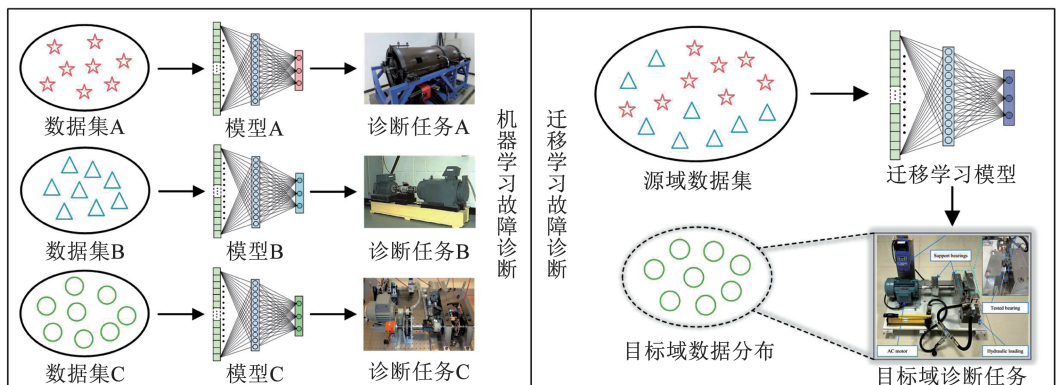 数据集A
模型A
诊断任务A
数据集B
模型B
诊断任务B
数据集C
模型C
诊断任务C
机器学习故障诊断
迁移学习故障诊断
源域数据集
迁移学习模型
目标域数据分布
Support bearings
Tested bearing
AC motor
Hydraulic loading
目标域诊断任务